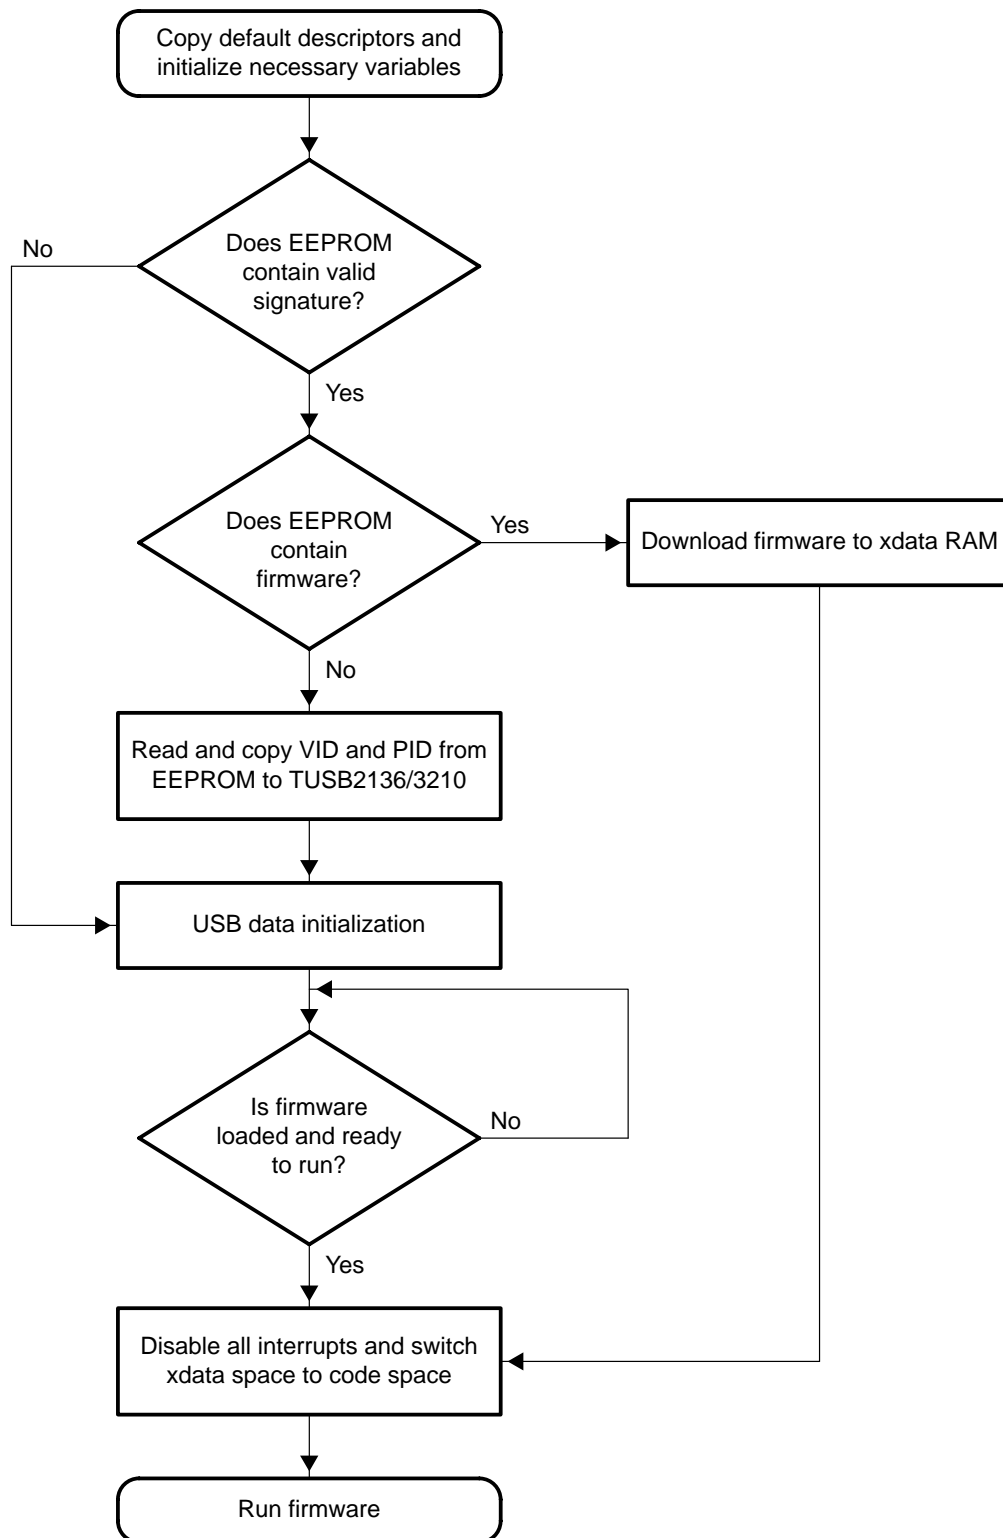 Copy default descriptors and
initialize necessary variables
No
Does EEPROM
contain valid
signature?
Yes
Does EEPROM
contain
firmware?
Yes
Download firmware to xdata RAM
No
Read and copy VID and PID from
EEPROM to TUSB2136/3210
USB data initialization
Is firmware
loaded and ready
to run?
No
Yes
Disable all interrupts and switch
xdata space to code space
Run firmware